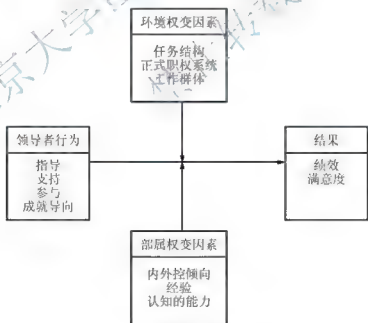 环境权变因素
任务结构
正式职权系统
工作群体
领导者行为
指导
支持
参与
成就导向
结果
绩效
满意度
部属权变因素
内外控倾向
经验
认知的能力